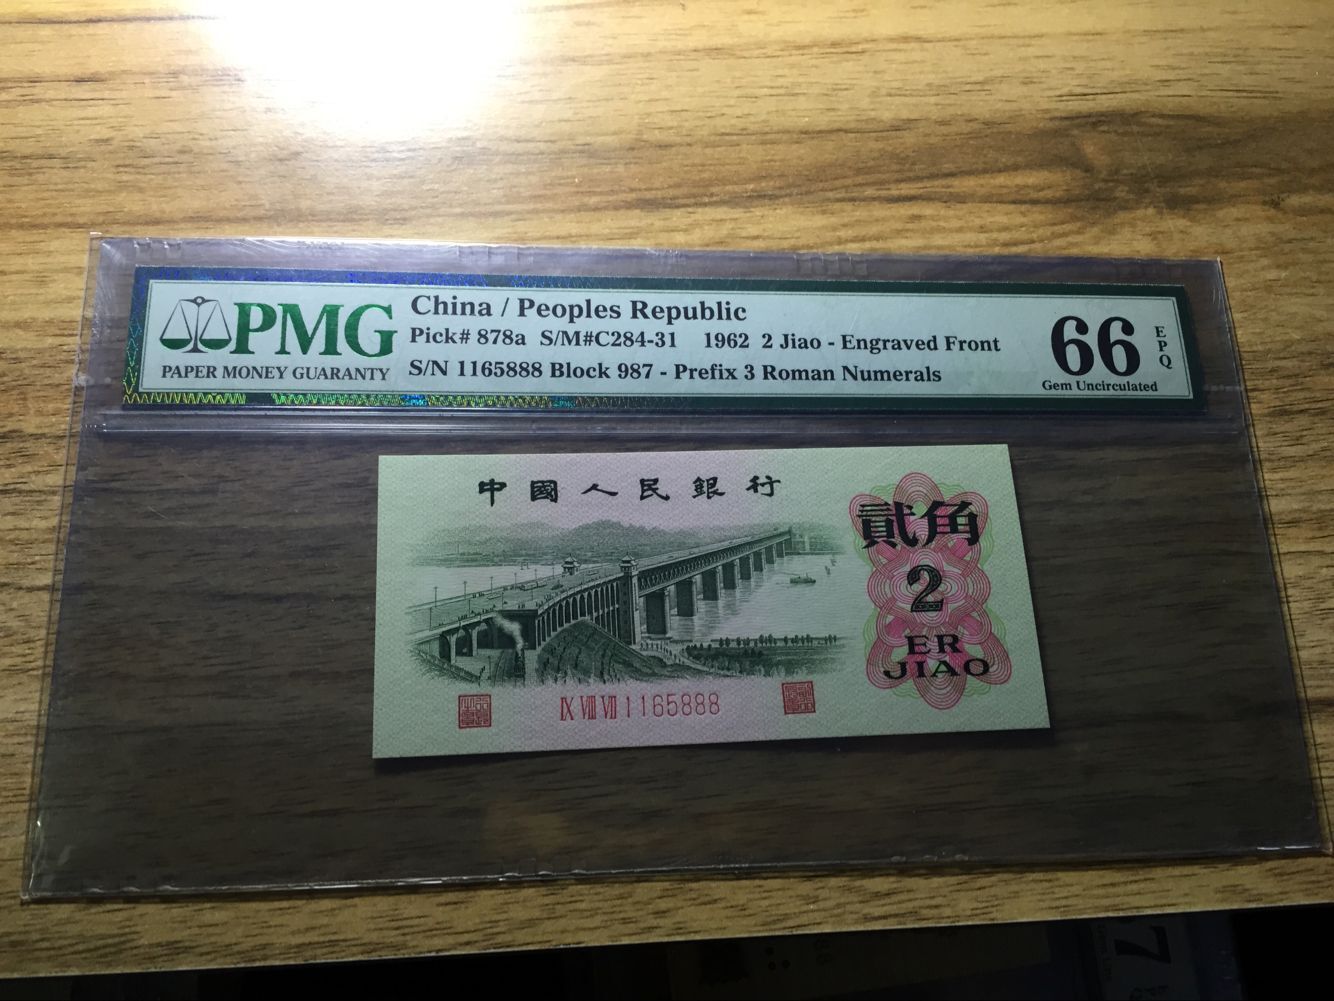 PMG
PAPER MONEY GUARANTY
China / Peoples Republic
Pick# 878a S/M#C284-31 1962 2 Jiao - Engraved Front
S/N 1165888 Block 987 - Prefix 3 Roman Numerals
66
EPQ
Gem Uncirculated
中國人民銀行
貳角
2
ER
JIAO
IX VIII VII 1165888
7